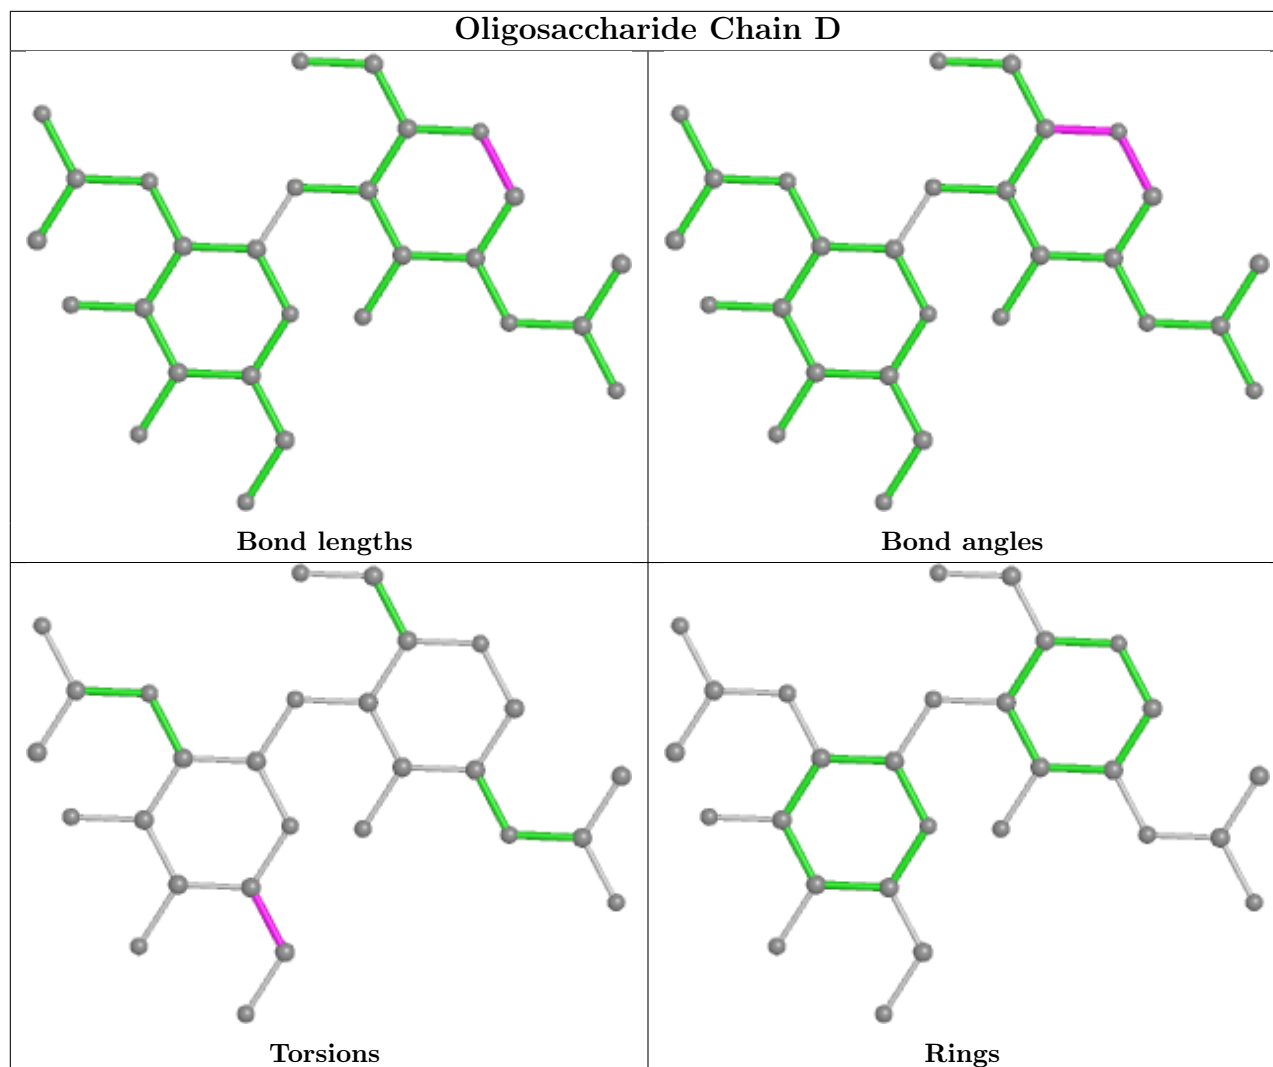 Oligosaccharide Chain D
Bond lengths
Bond angles
Torsions
Rings